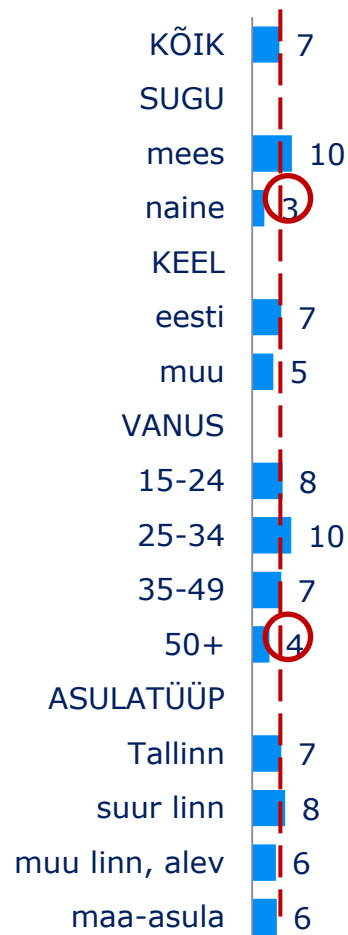 KÕIK 7
SUGU
mees 10
naine 3
KEEL
eesti 7
muu 5
VANUS
15-24 8
25-34 10
35-49 7
50+ 4
ASULATÜÜP
Tallinn 7
suur linn 8
muu linn, alev 6
maa-asula 6